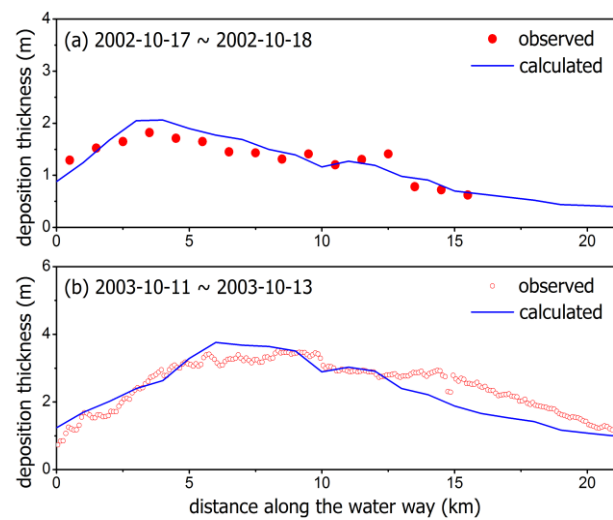 4
(a) 2002-10-17 ~ 2002-10-18
observed
calculated
3
2
1
0
deposition thickness (m)
0 5 10 15 20
6
(b) 2003-10-11 ~ 2003-10-13
observed
calculated
4
2
0
deposition thickness (m)
0 5 10 15 20
distance along the water way (km)